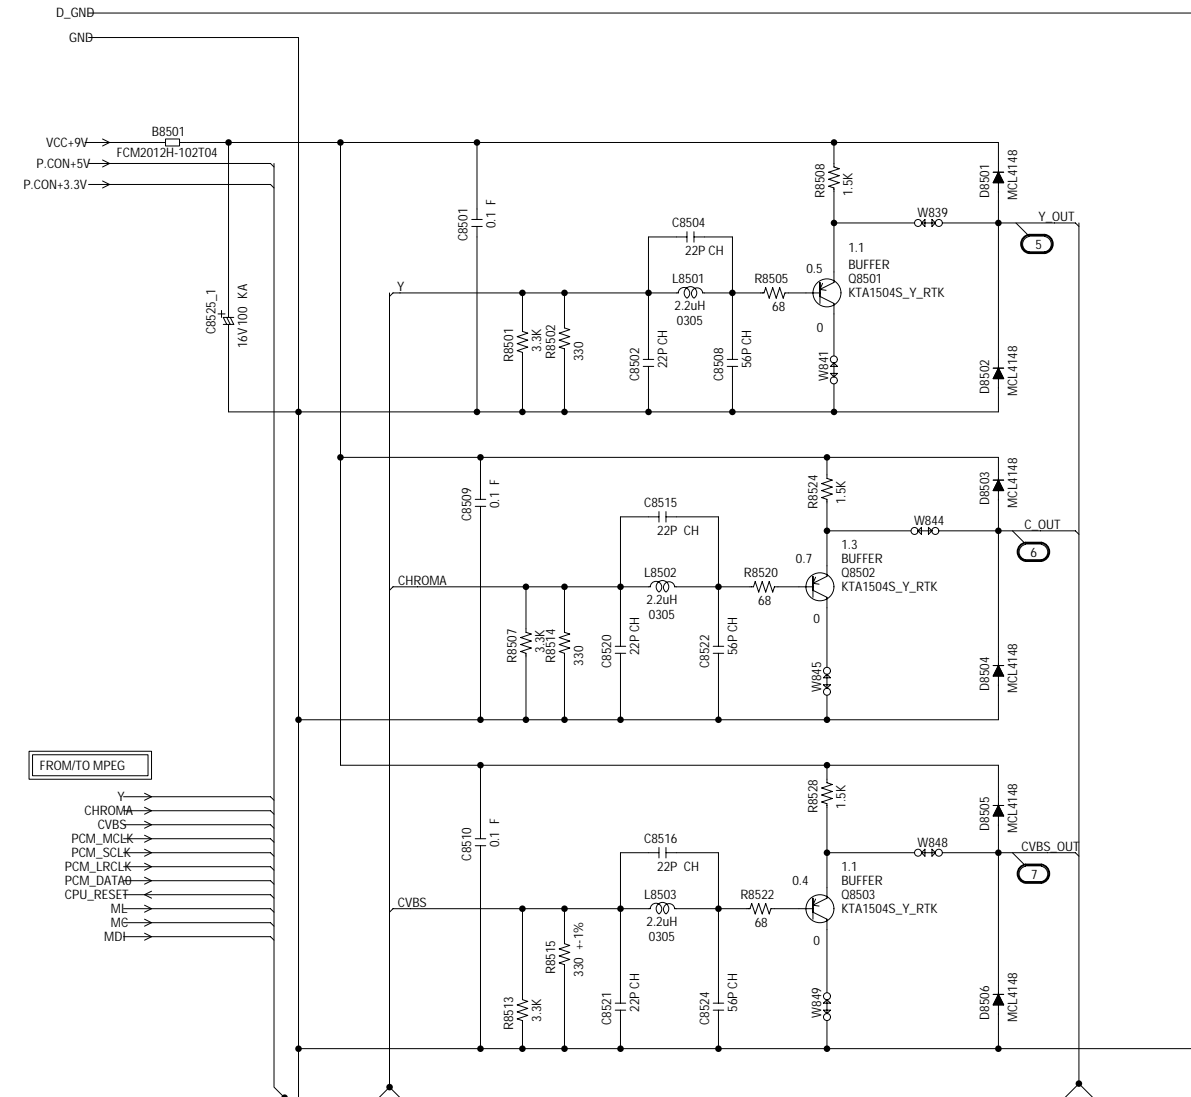 D_GND
GND
VCC+9V
B8501
FCM2012H-102T04
P.CON+5V
P.CON+3.3V
C8525_1
+
16V100 KA
C8501
0.1 F
C8504
22P CH
L8501
2.2uH
0305
R8505
68
R8508
1.5K
W839
D8501
MCL4148
Y_OUT
5
1.1
BUFFER
Q8501
KTA1504S_Y_RTK
0.5
0
Y
R8501
3.3K
R8502
330
C8502
22P CH
C8508
56P CH
W841
D8502
MCL4148
C8509
0.1 F
C8515
22P CH
L8502
2.2uH
0305
R8520
68
R8524
1.5K
W844
D8503
MCL4148
C_OUT
6
1.3
BUFFER
Q8502
KTA1504S_Y_RTK
0.7
0
CHROMA
R8507
3.3K
R8514
330
C8520
22P CH
C8522
56P CH
W845
D8504
MCL4148
FROM/TO MPEG
Y
CHROMA
CVBS
PCM_MCLK
PCM_SCLK
PCM_LRCLK
PCM_DATA0
CPU_RESET
ML
MC
MDI
C8510
0.1 F
C8516
22P CH
L8503
2.2uH
0305
R8522
68
R8528
1.5K
W848
D8505
MCL4148
CVBS_OUT
7
1.1
BUFFER
Q8503
KTA1504S_Y_RTK
0.4
0
CVBS
R8513
3.3K
R8515
330 +-1%
C8521
22P CH
C8524
56P CH
W849
D8506
MCL4148